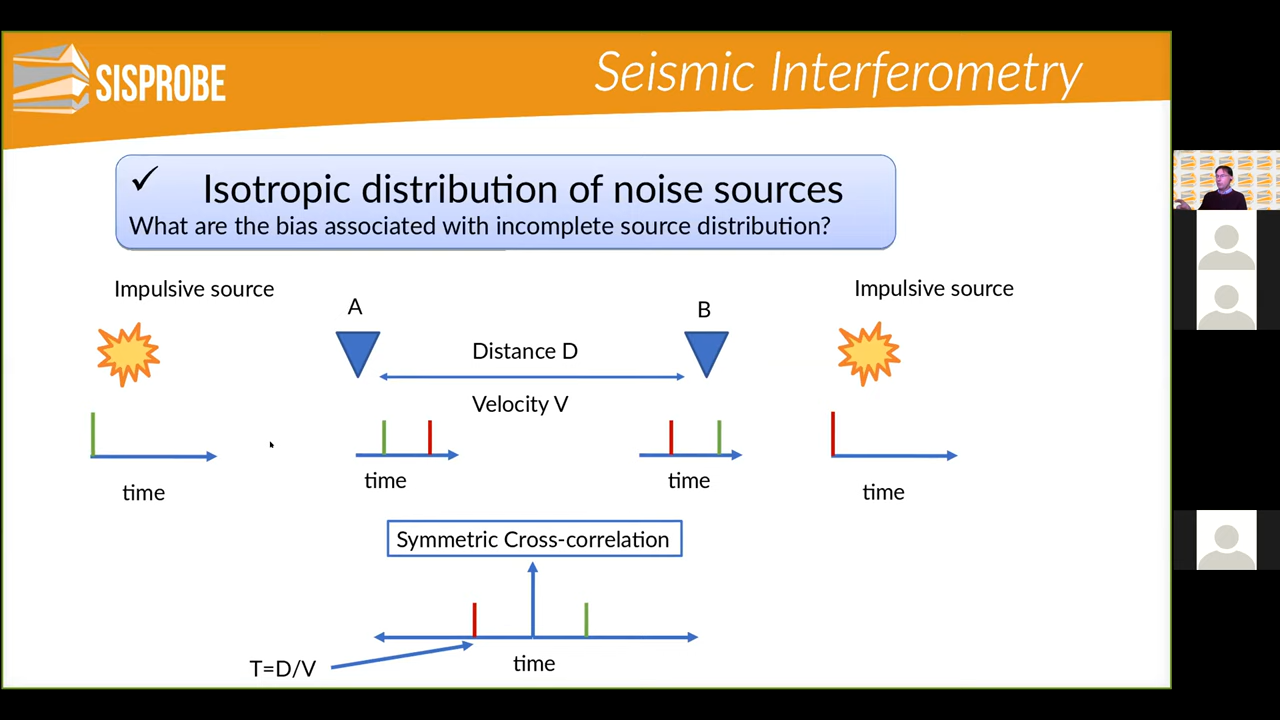 SISPROBE
Seismic Interferometry
✓ Isotropic distribution of noise sources
What are the bias associated with incomplete source distribution?
Impulsive source
A
B
Impulsive source
Distance D
Velocity V
time
time
time
time
Symmetric Cross-correlation
T=D/V
time